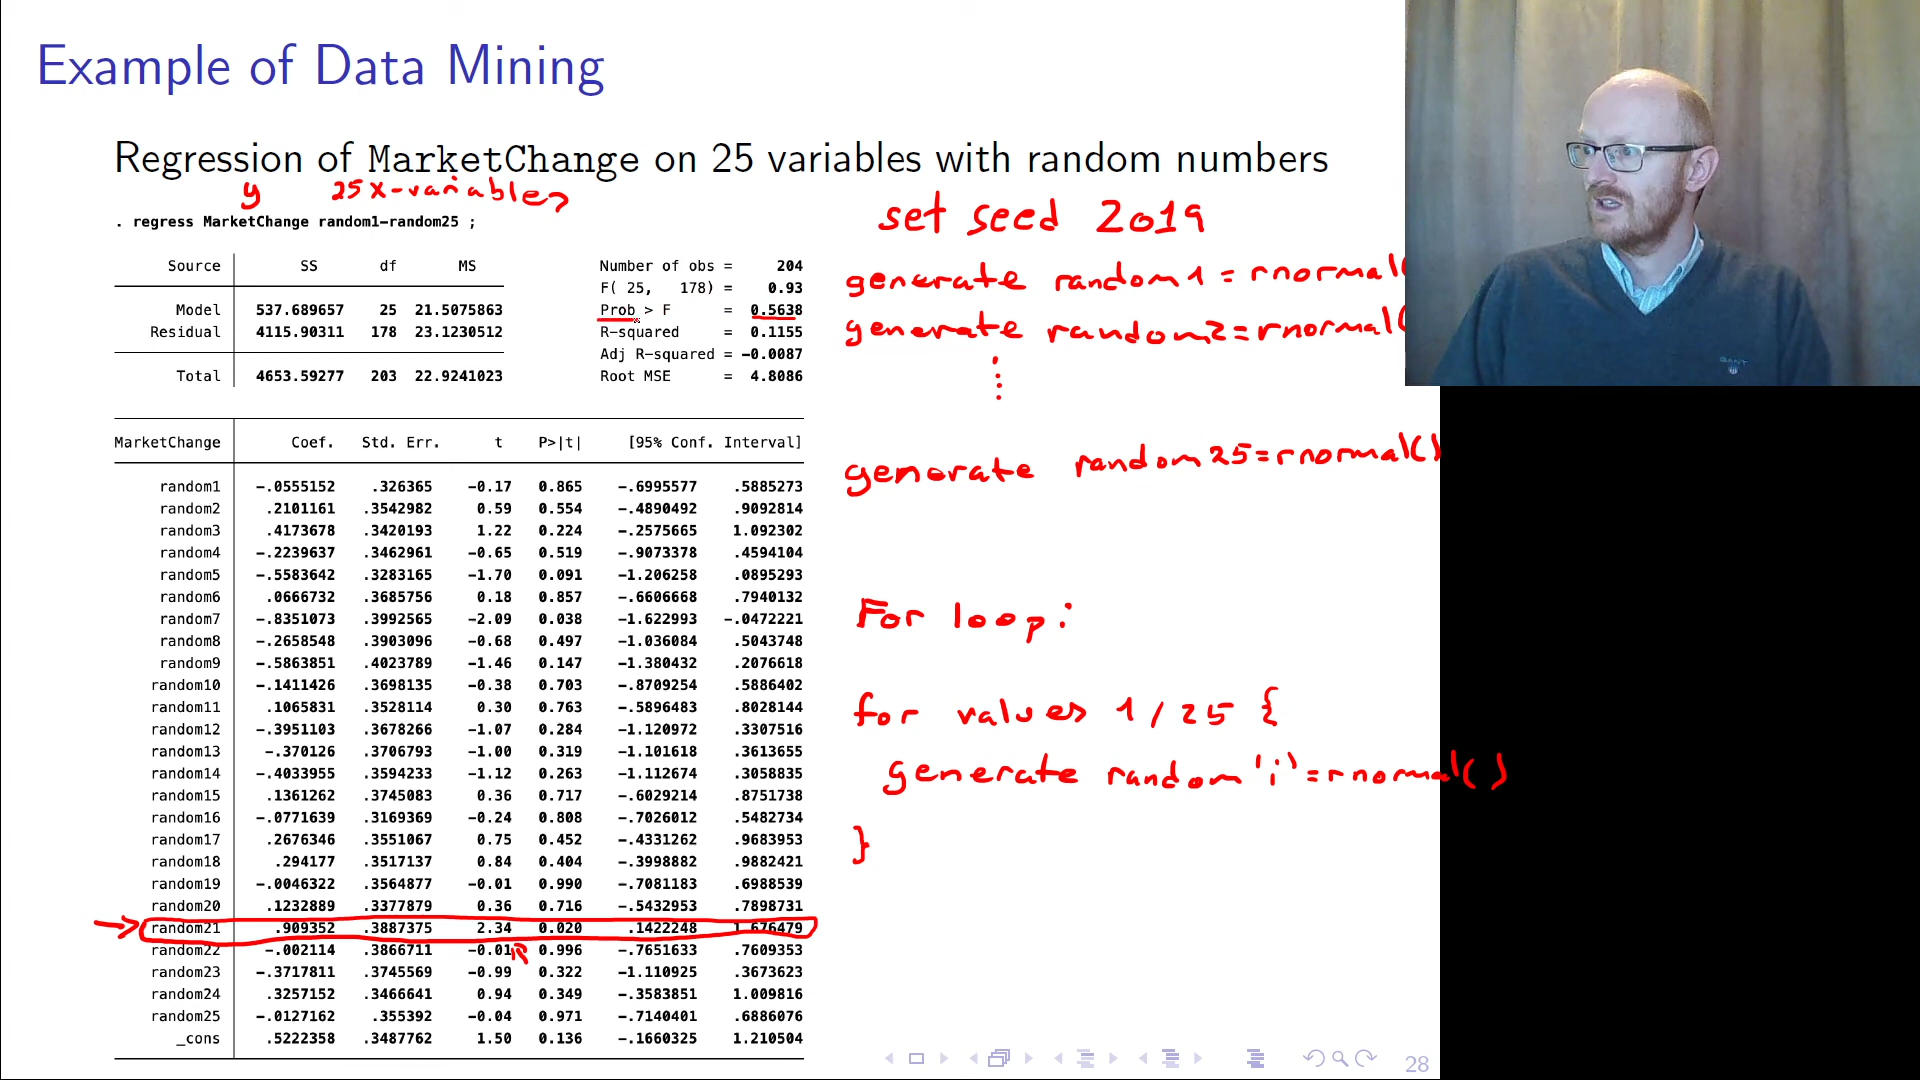 Example of Data Mining
Regression of MarketChange on 25 variables with random numbers
y 25 x-variables
. regress MarketChange random1-random25 ;
Source SS df MS
Model 537.689657 25 21.5075863
Residual 4115.90311 178 23.1230512
Total 4653.59277 203 22.9241023
Number of obs = 204
F( 25, 178) = 0.93
Prob > F = 0.5638
R-squared = 0.1155
Adj R-squared = -0.0087
Root MSE = 4.8086
MarketChange Coef. Std. Err. t P>|t| [95% Conf. Interval]
random1 -.0555152 .326365 -0.17 0.865 -.6995577 .5885273
random2 .2101161 .3542982 0.59 0.554 -.4890492 .9092814
random3 .4173678 .3420193 1.22 0.224 -.2575665 1.092302
random4 -.2239637 .3462961 -0.65 0.519 -.9073378 .4594104
random5 -.5583642 .3283165 -1.70 0.091 -1.206258 .0895293
random6 .0666732 .3685756 0.18 0.857 -.6606668 .7940132
random7 -.8351073 .3992565 -2.09 0.038 -1.622993 -.0472221
random8 -.2658548 .3903096 -0.68 0.497 -1.036084 .5043748
random9 -.5863851 .4023789 -1.46 0.147 -1.380432 .2076618
random10 -.1411426 .3698135 -0.38 0.703 -.8709254 .5886402
random11 .1065831 .3528114 0.30 0.763 -.5896483 .8028144
random12 -.3951103 .3678266 -1.07 0.284 -1.120972 .3307516
random13 -.370126 .3706793 -1.00 0.319 -1.101618 .3613655
random14 -.4033955 .3594233 -1.12 0.263 -1.112674 .3058835
random15 .1361262 .3745083 0.36 0.717 -.6029214 .8751738
random16 -.0771639 .3169369 -0.24 0.808 -.7026012 .5482734
random17 .2676346 .3551067 0.75 0.452 -.4331262 .9683953
random18 .294177 .3517137 0.84 0.404 -.3998882 .9882421
random19 -.0046322 .3564877 -0.01 0.990 -.7081183 .6988539
random20 .1232889 .3377879 0.36 0.716 -.5432953 .7898731
random21 .909352 .3887375 2.34 0.020 .1422248 1.676479
random22 -.002114 .3866711 -0.01 0.996 -.7651633 .7609353
random23 -.3717811 .3745569 -0.99 0.322 -1.110925 .3673623
random24 .3257152 .3466641 0.94 0.349 -.3583851 1.009816
random25 -.0127162 .355392 -0.04 0.971 -.7140401 .6886076
_cons .5222358 .3487762 1.50 0.136 -.1660325 1.210504
set seed 2019
generate random1 = rnormal(
generate random2=rnormal(
⋮
generate random25=rnormal()
For loop:
for values 1/25 {
generate random'i'=rnormal()
}
GANT
28